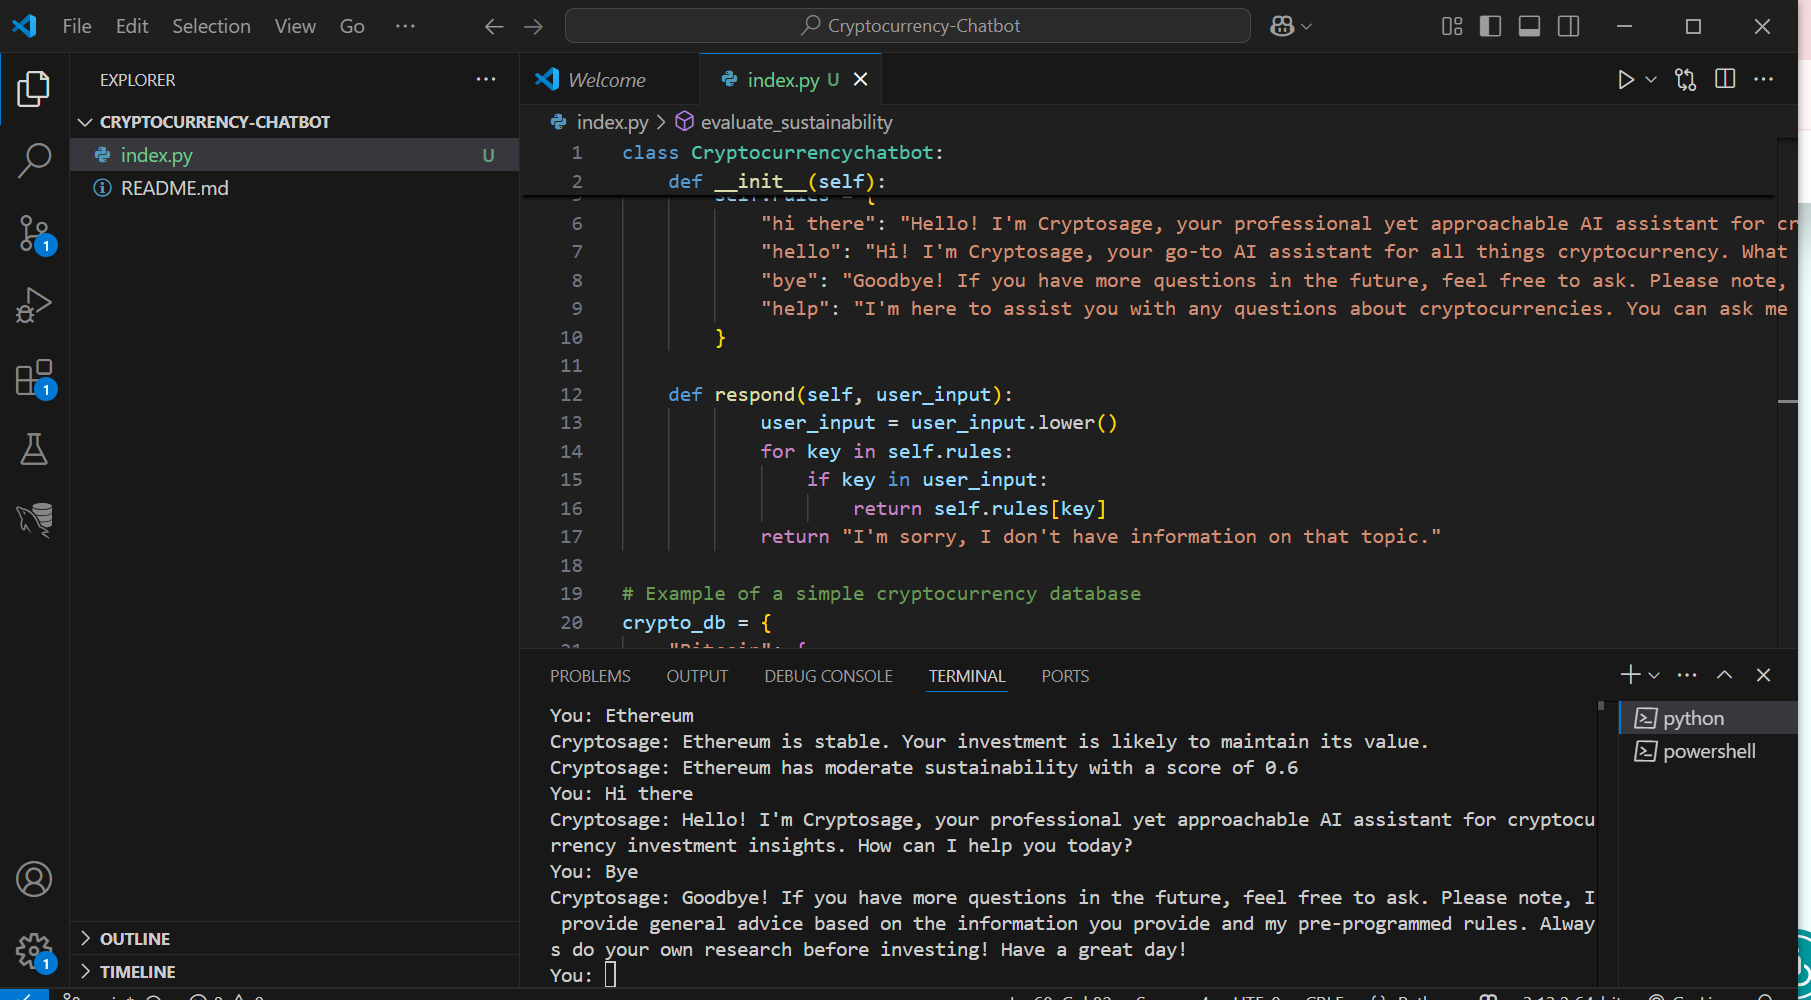 File Edit Selection View Go ···
Cryptocurrency-Chatbot
EXPLORER
CRYPTOCURRENCY-CHATBOT
index.py U
README.md
OUTLINE
TIMELINE
1
1
1
Welcome
index.py U
index.py > evaluate_sustainability
1 class Cryptocurrencychatbot:
2 def __init__(self):
self.rules = {
6 "hi there": "Hello! I'm Cryptosage, your professional yet approachable AI assistant for cr
7 "hello": "Hi! I'm Cryptosage, your go-to AI assistant for all things cryptocurrency. What
8 "bye": "Goodbye! If you have more questions in the future, feel free to ask. Please note,
9 "help": "I'm here to assist you with any questions about cryptocurrencies. You can ask me
10 }
11
12 def respond(self, user_input):
13 user_input = user_input.lower()
14 for key in self.rules:
15 if key in user_input:
16 return self.rules[key]
17 return "I'm sorry, I don't have information on that topic."
18
19 # Example of a simple cryptocurrency database
20 crypto_db = {
21 "Bitcoin": {
PROBLEMS OUTPUT DEBUG CONSOLE TERMINAL PORTS
You: Ethereum
Cryptosage: Ethereum is stable. Your investment is likely to maintain its value.
Cryptosage: Ethereum has moderate sustainability with a score of 0.6
You: Hi there
Cryptosage: Hello! I'm Cryptosage, your professional yet approachable AI assistant for cryptocu
rrency investment insights. How can I help you today?
You: Bye
Cryptosage: Goodbye! If you have more questions in the future, feel free to ask. Please note, I
provide general advice based on the information you provide and my pre-programmed rules. Alway
s do your own research before investing! Have a great day!
You:
python
powershell